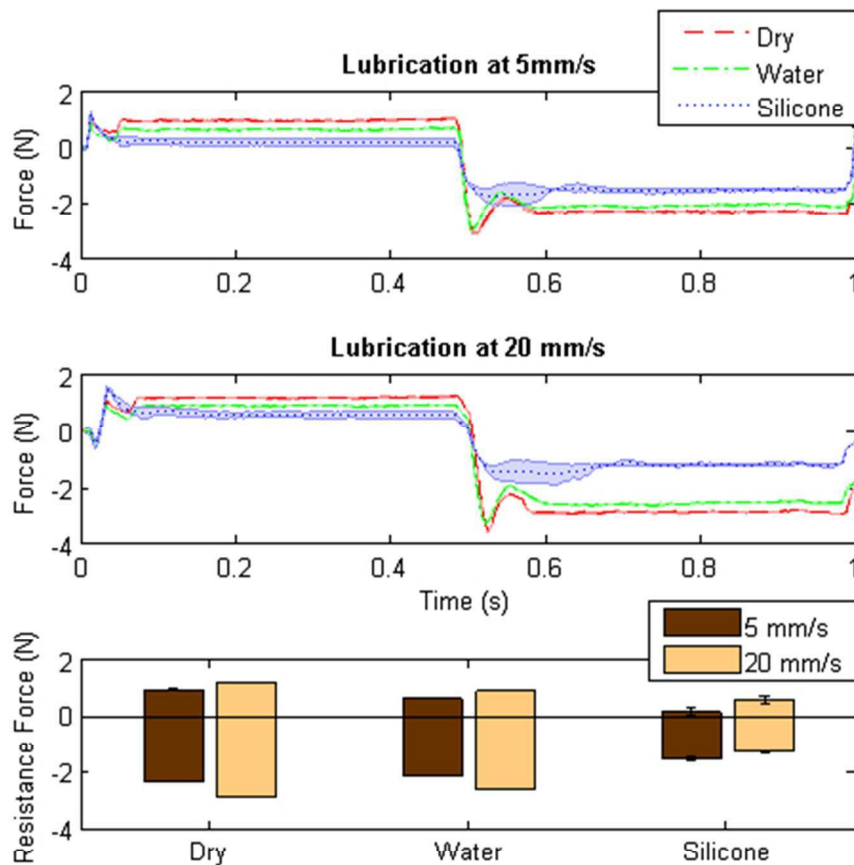 Dry
Water
Silicone
Lubrication at 5mm/s
Force (N)
2
0
-2
-4
0 0.2 0.4 0.6 0.8 1
Lubrication at 20 mm/s
Force (N)
2
0
-2
-4
0 0.2 0.4 0.6 0.8 1
Time (s)
5 mm/s
20 mm/s
Resistance Force (N)
2
0
-2
-4
Dry Water Silicone